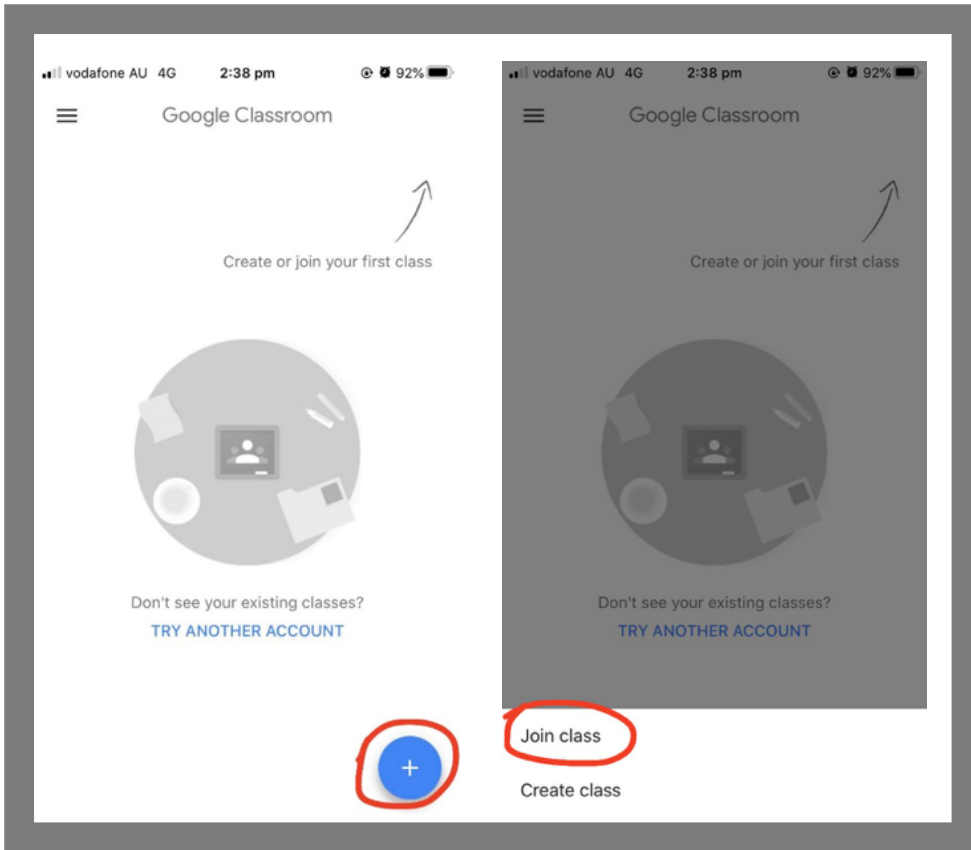 vodafone AU 4G 2:38 pm 92%
Google Classroom
Create or join your first class
Don't see your existing classes?
TRY ANOTHER ACCOUNT
+
vodafone AU 4G 2:38 pm 92%
Google Classroom
Create or join your first class
Don't see your existing classes?
TRY ANOTHER ACCOUNT
Join class
Create class